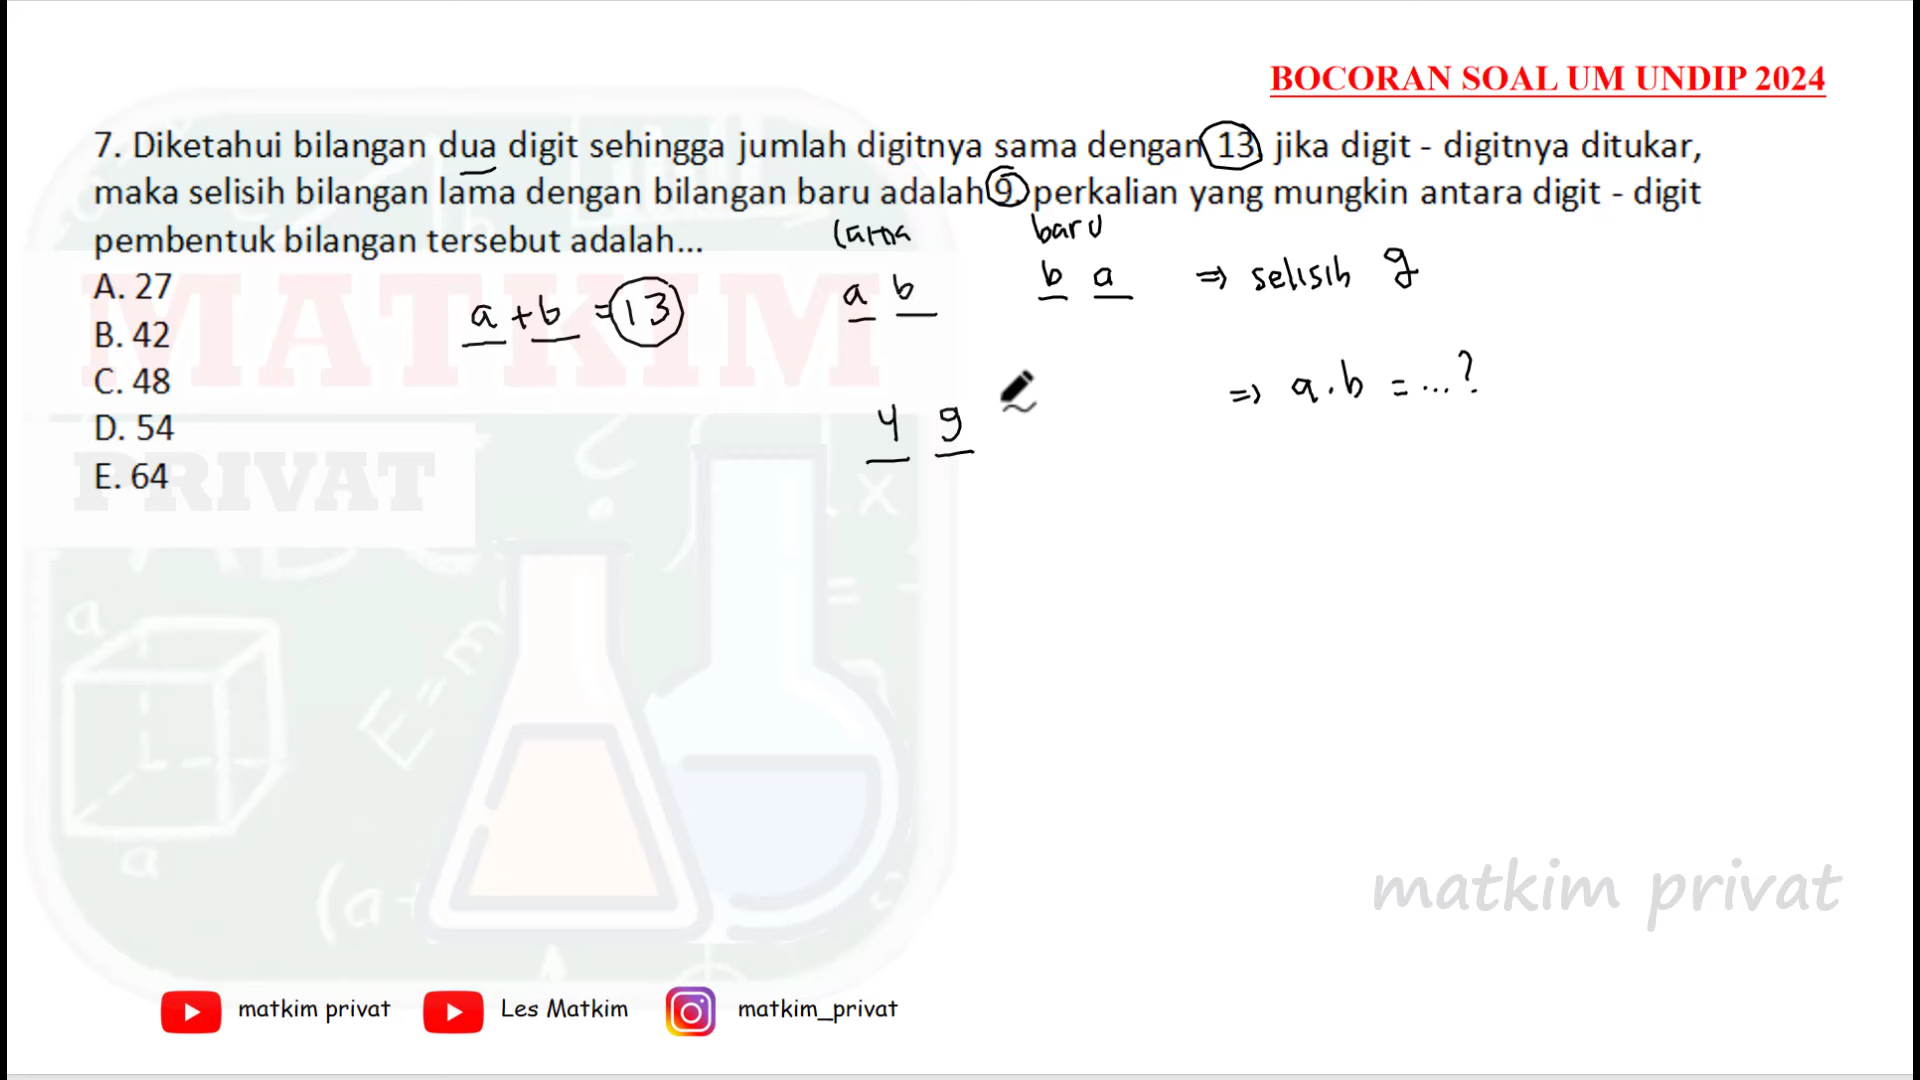 BOCORAN SOAL UM UNDIP 2024
7. Diketahui bilangan dua digit sehingga jumlah digitnya sama dengan 13, jika digit - digitnya ditukar,
maka selisih bilangan lama dengan bilangan baru adalah 9. perkalian yang mungkin antara digit - digit
pembentuk bilangan tersebut adalah...
lama baru
A. 27
a b b a => selisih 9
a + b = 13
B. 42
C. 48
=> a . b = ... ?
D. 54
4 9
E. 64
MATKIM
PRIVAT
x
=
a
E=m
a
(a+
matkim privat
matkim privat Les Matkim matkim_privat